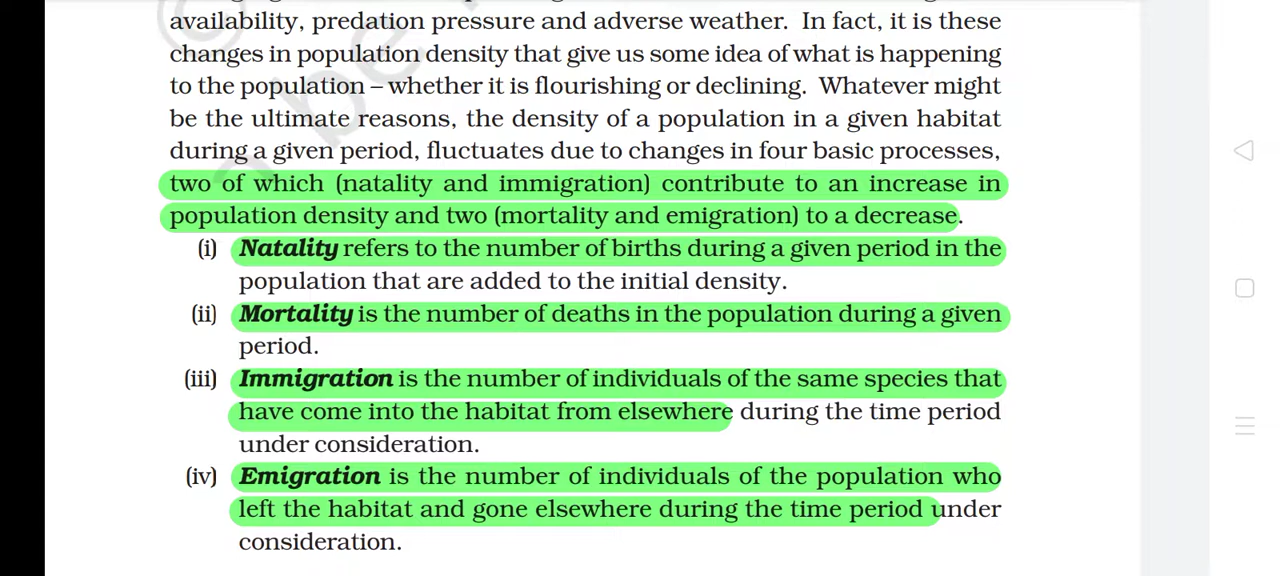 availability, predation pressure and adverse weather. In fact, it is these
changes in population density that give us some idea of what is happening
to the population – whether it is flourishing or declining. Whatever might
be the ultimate reasons, the density of a population in a given habitat
during a given period, fluctuates due to changes in four basic processes,
two of which (natality and immigration) contribute to an increase in
population density and two (mortality and emigration) to a decrease.
(i) Natality refers to the number of births during a given period in the
population that are added to the initial density.
(ii) Mortality is the number of deaths in the population during a given
period.
(iii) Immigration is the number of individuals of the same species that
have come into the habitat from elsewhere during the time period
under consideration.
(iv) Emigration is the number of individuals of the population who
left the habitat and gone elsewhere during the time period under
consideration.